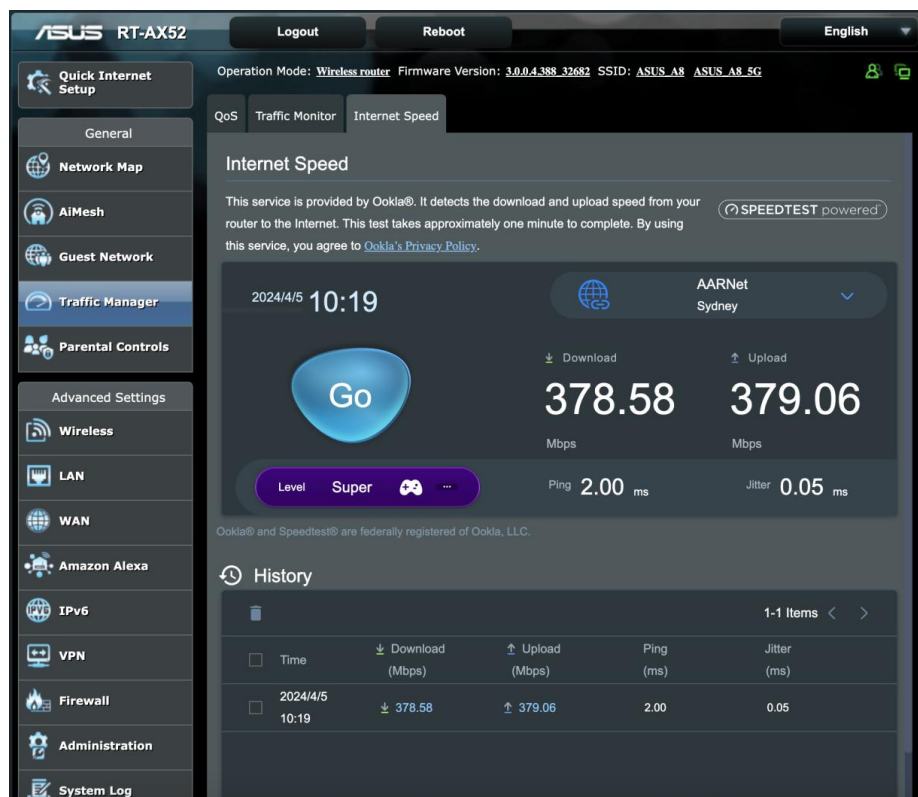 ASUS RT-AX52
Logout
Reboot
English
Quick Internet
Setup
General
Network Map
AiMesh
Guest Network
Traffic Manager
Parental Controls
Advanced Settings
Wireless
LAN
WAN
Amazon Alexa
IPv6
VPN
Firewall
Administration
System Log
Operation Mode: Wireless router Firmware Version: 3.0.0.4.388_32682 SSID: ASUS_A8 ASUS_A8_5G
QoS
Traffic Monitor
Internet Speed
Internet Speed
This service is provided by Ookla®. It detects the download and upload speed from your
router to the Internet. This test takes approximately one minute to complete. By using
this service, you agree to Ookla's Privacy Policy.
SPEEDTEST powered
2024/4/5 10:19
AARNet
Sydney
Go
Download
378.58
Mbps
Upload
379.06
Mbps
Level Super ...
Ping 2.00 ms
Jitter 0.05 ms
Ookla® and Speedtest® are federally registered of Ookla, LLC.
History
1-1 Items < >
Time
Download
(Mbps)
Upload
(Mbps)
Ping
(ms)
Jitter
(ms)
2024/4/5
10:19
378.58
379.06
2.00
0.05